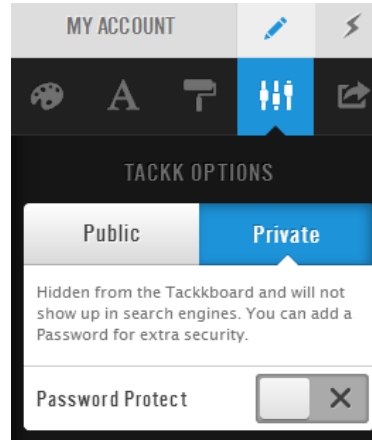 MY ACCOUNT
TACKK OPTIONS
Public Private
Hidden from the Tackkboard and will not
show up in search engines. You can add a
Password for extra security.
Password Protect